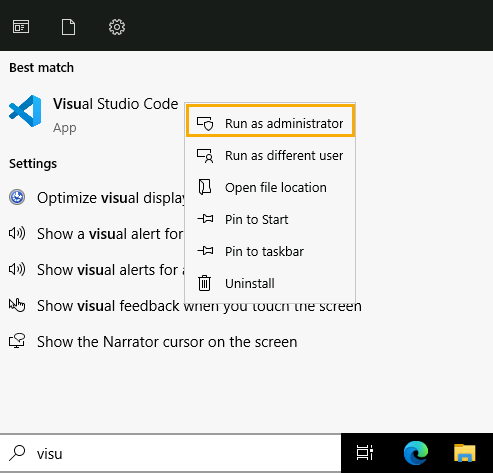 Best match
Visual Studio Code
App
Run as administrator
Run as different user
Open file location
Pin to Start
Pin to taskbar
Uninstall
Settings
Optimize visual display
Show a visual alert for
Show visual alerts for a
Show visual feedback when you touch the screen
Show the Narrator cursor on the screen
visu